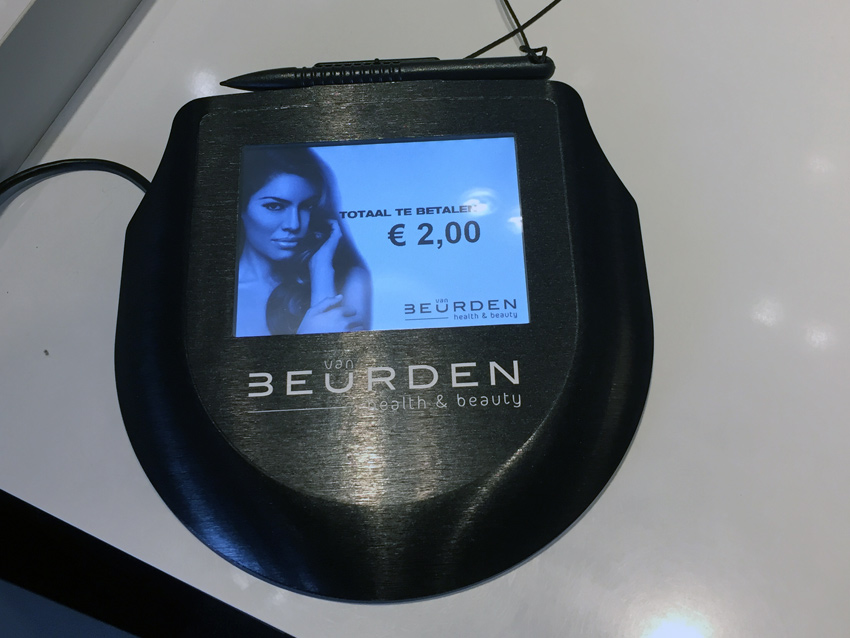 TOTAAL TE BETALEN
€ 2,00
van
BEURDEN
health & beauty
van
BEURDEN
health & beauty